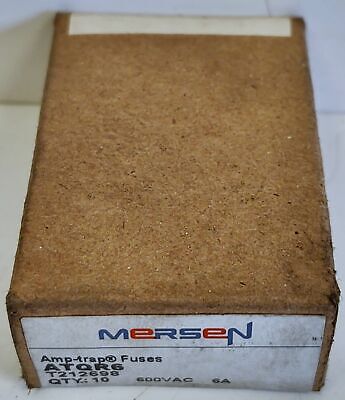 MERSEN
Amp-trap® Fuses
ATQR6
T212698
QTY: 10 600VAC 6A